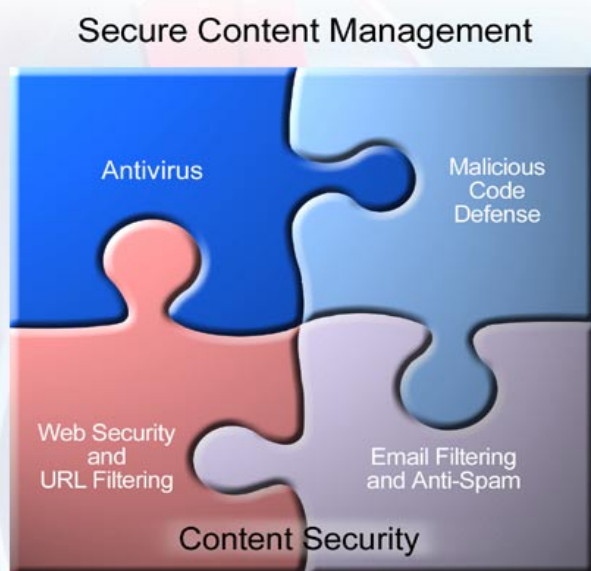 Secure Content Management
Antivirus
Malicious
Code
Defense
Web Security
and
URL Filtering
Email Filtering
and Anti-Spam
Content Security